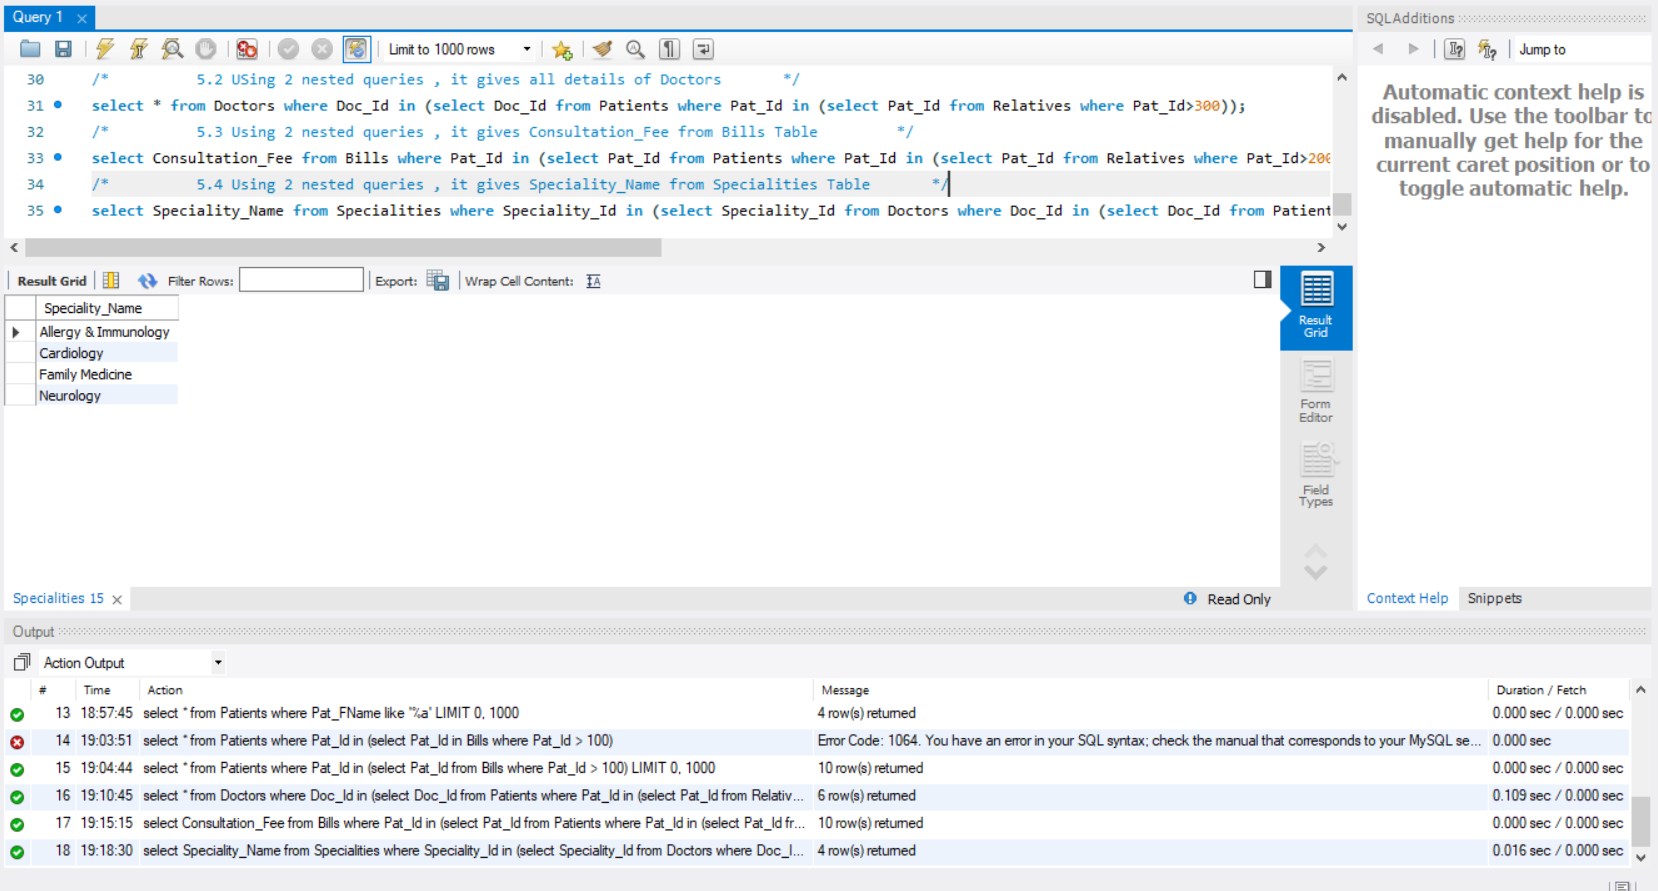 Query 1
SQLAdditions
Limit to 1000 rows
Jump to
30 /* 5.2 USing 2 nested queries , it gives all details of Doctors */
31 select * from Doctors where Doc_Id in (select Doc_Id from Patients where Pat_Id in (select Pat_Id from Relatives where Pat_Id>300));
32 /* 5.3 Using 2 nested queries , it gives Consultation_Fee from Bills Table */
33 select Consultation_Fee from Bills where Pat_Id in (select Pat_Id from Patients where Pat_Id in (select Pat_Id from Relatives where Pat_Id>200
34 /* 5.4 Using 2 nested queries , it gives Speciality_Name from Specialities Table */
35 select Speciality_Name from Specialities where Speciality_Id in (select Speciality_Id from Doctors where Doc_Id in (select Doc_Id from Patient
Automatic context help is
disabled. Use the toolbar to
manually get help for the
current caret position or to
toggle automatic help.
Result Grid Filter Rows: Export: Wrap Cell Content:
Speciality_Name
Allergy & Immunology
Cardiology
Family Medicine
Neurology
Result
Grid
Form
Editor
Field
Types
Specialities 15
Read Only
Context Help Snippets
Output
Action Output
# Time Action Message Duration / Fetch
13 18:57:45 select * from Patients where Pat_FName like '%a' LIMIT 0, 1000 4 row(s) returned 0.000 sec / 0.000 sec
14 19:03:51 select * from Patients where Pat_Id in (select Pat_Id in Bills where Pat_Id > 100) Error Code: 1064. You have an error in your SQL syntax; check the manual that corresponds to your MySQL se... 0.000 sec
15 19:04:44 select * from Patients where Pat_Id in (select Pat_Id from Bills where Pat_Id > 100) LIMIT 0, 1000 10 row(s) returned 0.000 sec / 0.000 sec
16 19:10:45 select * from Doctors where Doc_Id in (select Doc_Id from Patients where Pat_Id in (select Pat_Id from Relativ... 6 row(s) returned 0.109 sec / 0.000 sec
17 19:15:15 select Consultation_Fee from Bills where Pat_Id in (select Pat_Id from Patients where Pat_Id in (select Pat_Id fr... 10 row(s) returned 0.000 sec / 0.000 sec
18 19:18:30 select Speciality_Name from Specialities where Speciality_Id in (select Speciality_Id from Doctors where Doc_I... 4 row(s) returned 0.016 sec / 0.000 sec